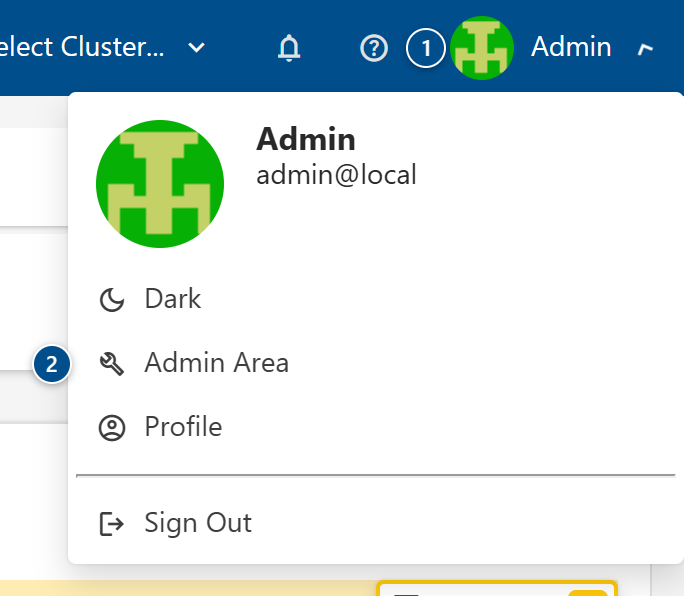 elect Cluster...
1
Admin
Admin
admin@local
Dark
2
Admin Area
Profile
Sign Out